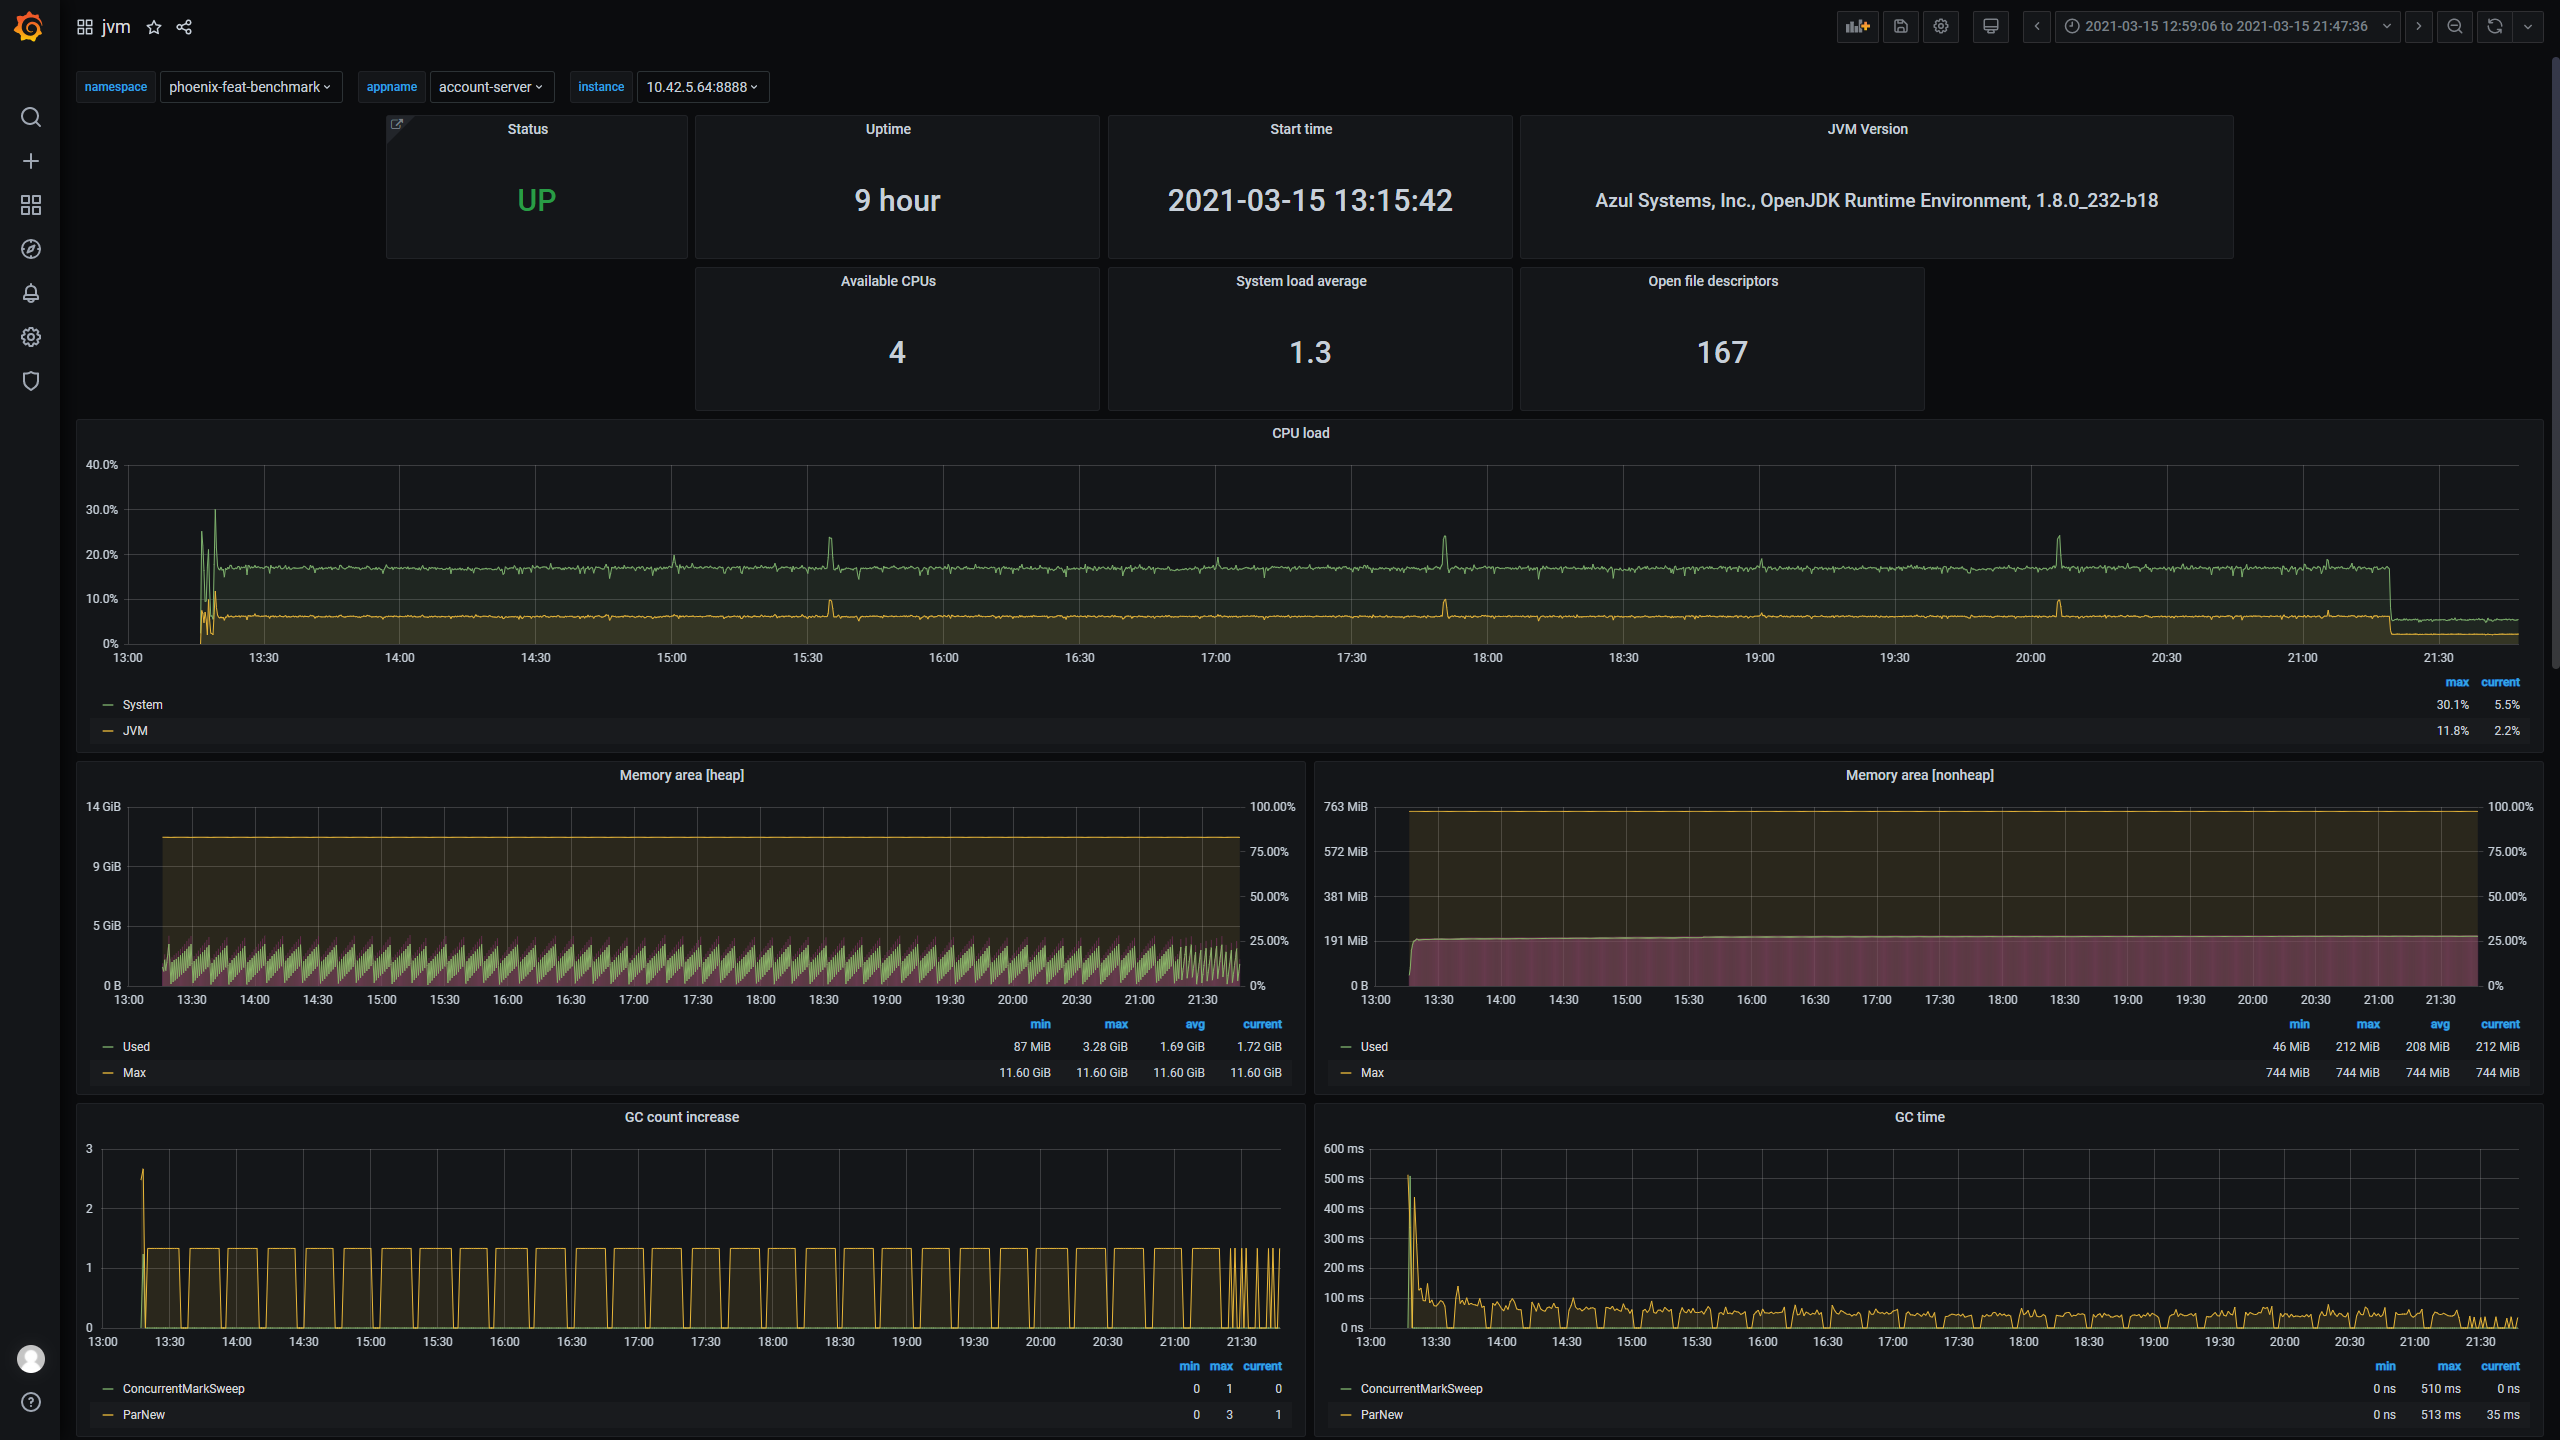 jvm
2021-03-15 12:59:06 to 2021-03-15 21:47:36
namespace phoenix-feat-benchmark appname account-server instance 10.42.5.64:8888
Status Uptime Start time JVM Version
UP 9 hour 2021-03-15 13:15:42 Azul Systems, Inc., OpenJDK Runtime Environment, 1.8.0_232-b18
Available CPUs System load average Open file descriptors
4 1.3 167
CPU load
40.0%
30.0%
20.0%
10.0%
0%
13:00 13:30 14:00 14:30 15:00 15:30 16:00 16:30 17:00 17:30 18:00 18:30 19:00 19:30 20:00 20:30 21:00 21:30
max current
System 30.1% 5.5%
JVM 11.8% 2.2%
Memory area [heap]
14 GiB 100.00%
75.00%
9 GiB
50.00%
5 GiB
25.00%
0 B 0%
13:00 13:30 14:00 14:30 15:00 15:30 16:00 16:30 17:00 17:30 18:00 18:30 19:00 19:30 20:00 20:30 21:00 21:30
min max avg current
Used 87 MiB 3.28 GiB 1.69 GiB 1.72 GiB
Max 11.60 GiB 11.60 GiB 11.60 GiB 11.60 GiB
Memory area [nonheap]
763 MiB 100.00%
572 MiB 75.00%
381 MiB 50.00%
191 MiB 25.00%
0 B 0%
13:00 13:30 14:00 14:30 15:00 15:30 16:00 16:30 17:00 17:30 18:00 18:30 19:00 19:30 20:00 20:30 21:00 21:30
min max avg current
Used 46 MiB 212 MiB 208 MiB 212 MiB
Max 744 MiB 744 MiB 744 MiB 744 MiB
GC count increase
3
2
1
0
13:00 13:30 14:00 14:30 15:00 15:30 16:00 16:30 17:00 17:30 18:00 18:30 19:00 19:30 20:00 20:30 21:00 21:30
min max current
ConcurrentMarkSweep 0 1 0
ParNew 0 3 1
GC time
600 ms
500 ms
400 ms
300 ms
200 ms
100 ms
0 ns
13:00 13:30 14:00 14:30 15:00 15:30 16:00 16:30 17:00 17:30 18:00 18:30 19:00 19:30 20:00 20:30 21:00 21:30
min max current
ConcurrentMarkSweep 0 ns 510 ms 0 ns
ParNew 0 ns 513 ms 35 ms